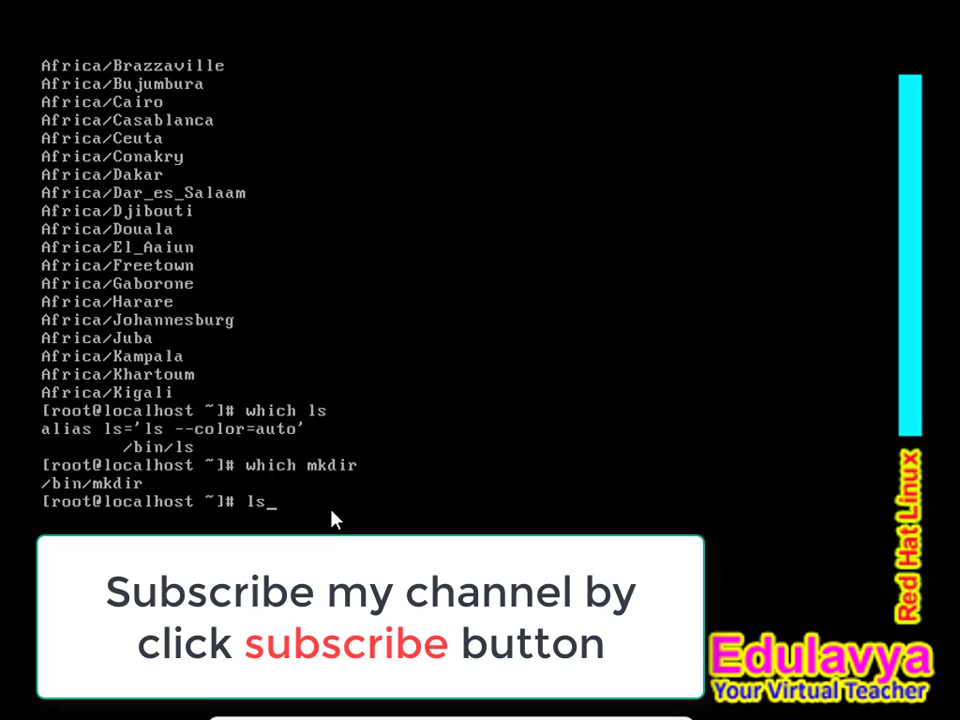 Africa/Brazzaville
Africa/Bujumbura
Africa/Cairo
Africa/Casablanca
Africa/Ceuta
Africa/Conakry
Africa/Dakar
Africa/Dar_es_Salaam
Africa/Djibouti
Africa/Douala
Africa/El_Aaiun
Africa/Freetown
Africa/Gaborone
Africa/Harare
Africa/Johannesburg
Africa/Juba
Africa/Kampala
Africa/Khartoum
Africa/Kigali
[root@localhost ~]# which ls
alias ls='ls --color=auto'
/bin/ls
[root@localhost ~]# which mkdir
/bin/mkdir
[root@localhost ~]# ls_
Subscribe my channel by
click subscribe button
Red Hat Linux
Edulavya
Your Virtual Teacher